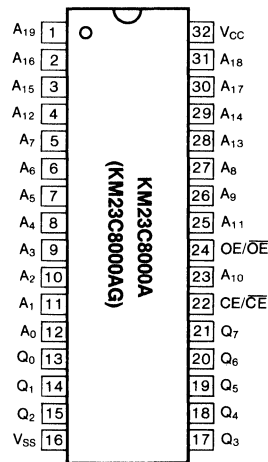 A19 1 32 VCC
A16 2 31 A18
A15 3 30 A17
A12 4 29 A14
A7 5 28 A13
A6 6 27 A8
A5 7 26 A9
A4 8 25 A11
A3 9 24 OE/O̅E̅
A2 10 23 A10
A1 11 22 CE/C̅E̅
A0 12 21 Q7
Q0 13 20 Q6
Q1 14 19 Q5
Q2 15 18 Q4
VSS 16 17 Q3
KM23C8000A
(KM23C8000AG)